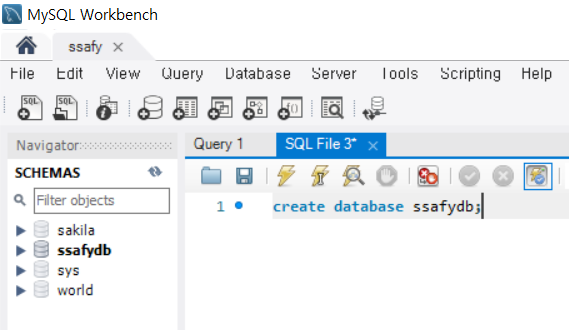 MySQL Workbench
ssafy
File Edit View Query Database Server Tools Scripting Help
SQL SQL
Navigator
Query 1 SQL File 3*
SCHEMAS
Filter objects
1 create database ssafydb;
sakila
ssafydb
sys
world